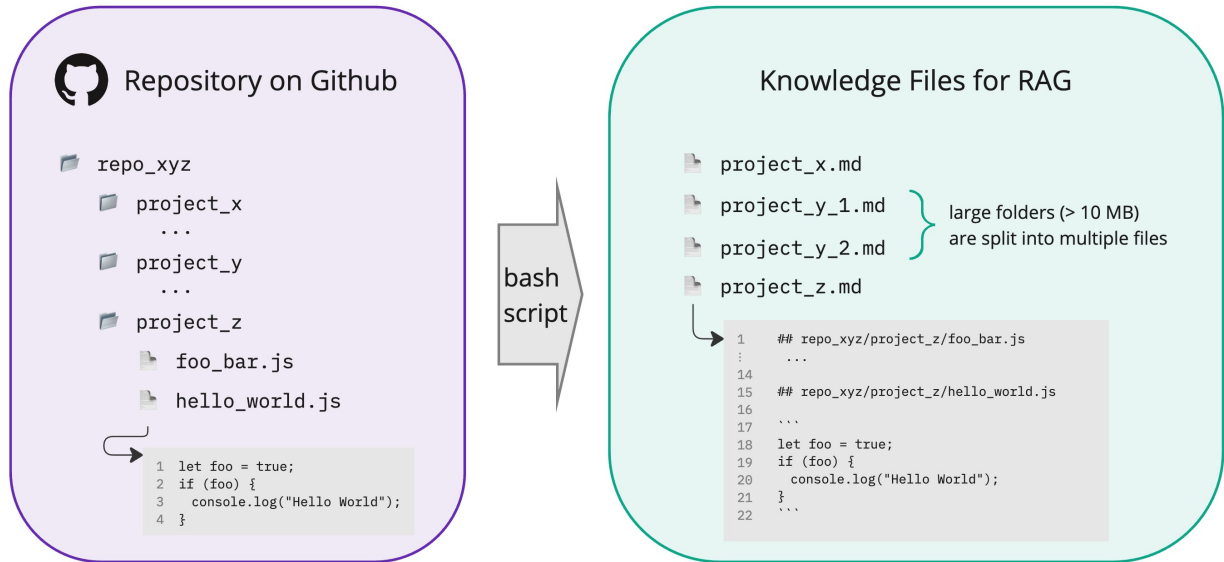 Repository on Github
repo_xyz
project_x
...
project_y
...
project_z
foo_bar.js
hello_world.js
1 let foo = true;
2 if (foo) {
3   console.log("Hello World");
4 }
bash
script
Knowledge Files for RAG
project_x.md
project_y_1.md
project_y_2.md
large folders (> 10 MB)
are split into multiple files
project_z.md
1 ## repo_xyz/project_z/foo_bar.js
⋮ ...
14
15 ## repo_xyz/project_z/hello_world.js
16
17 ```
18 let foo = true;
19 if (foo) {
20   console.log("Hello World");
21 }
22 ```